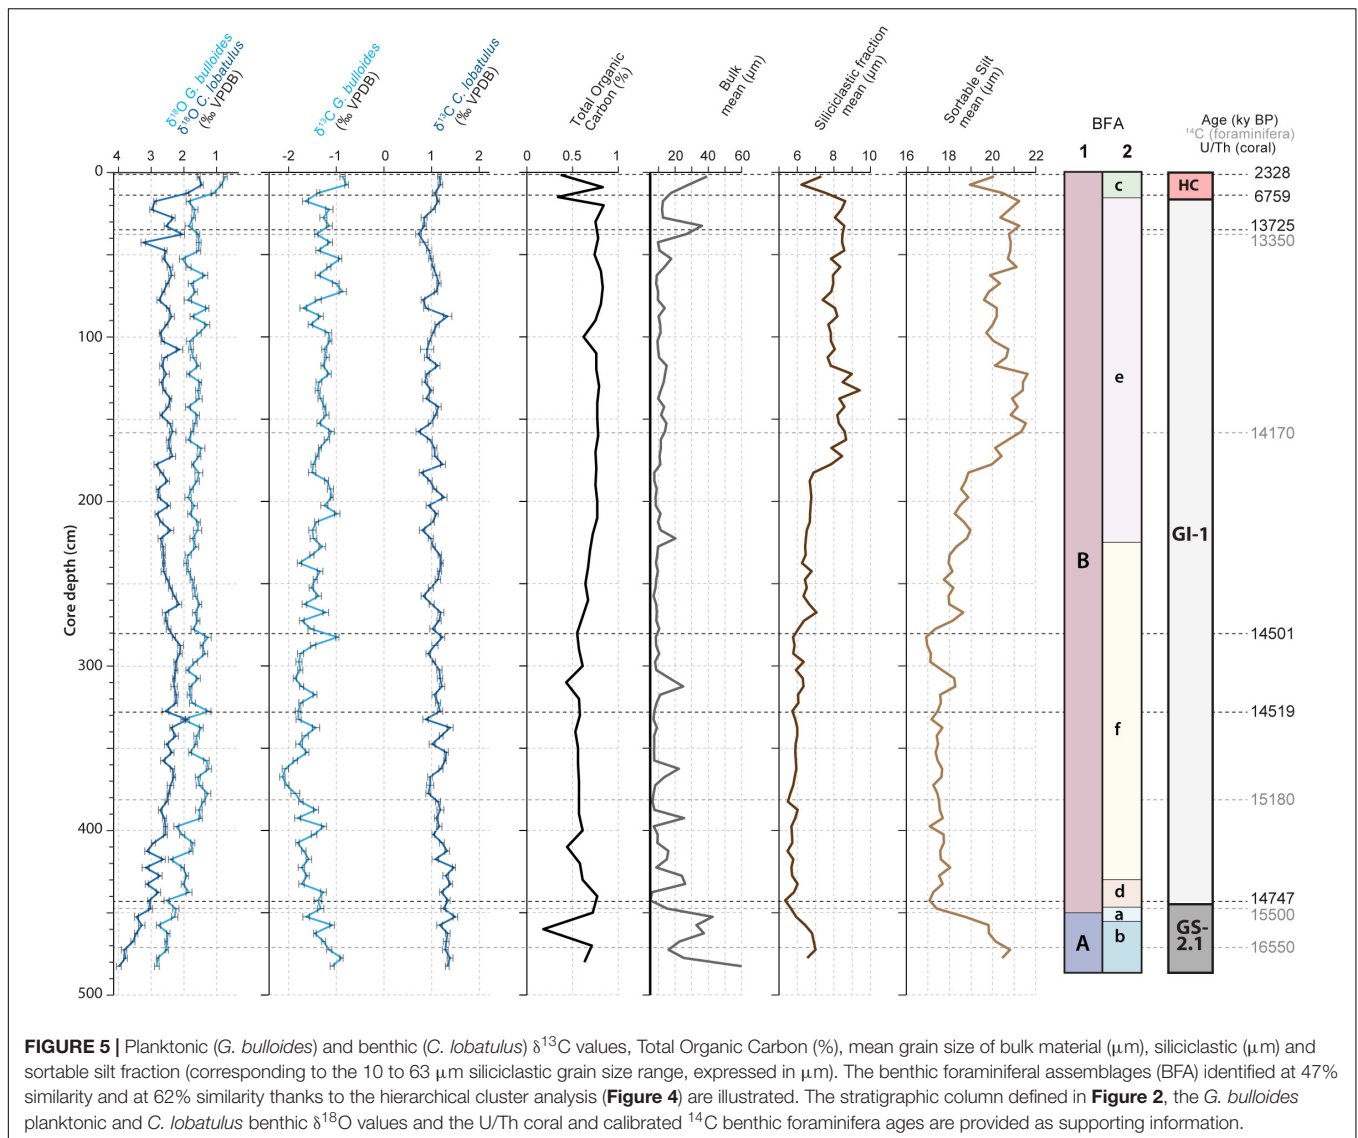 δ18O G. bulloides
δ18O C. lobatulus
(‰ VPDB)
δ13C G. bulloides
(‰ VPDB)
δ13C C. lobatulus
(‰ VPDB)
Total Organic
Carbon (%)
Bulk
mean (µm)
Siliciclastic fraction
mean (µm)
Sortable Silt
mean (µm)
BFA
1 2
Age (ky BP)
14C (foraminifera)
U/Th (coral)
4 3 2 1
-2 -1 0 1 2
0 0.5 1
20 40 60
6 8 10
16 18 20 22
Core depth (cm)
0
100
200
300
400
500
B
A
c
e
f
d
a
b
HC
GI-1
GS-
2.1
2328
6759
13725
13350
14170
14501
14519
15180
14747
15500
16550
FIGURE 5 | Planktonic (G. bulloides) and benthic (C. lobatulus) δ13C values, Total Organic Carbon (%), mean grain size of bulk material (µm), siliciclastic (µm) and
sortable silt fraction (corresponding to the 10 to 63 µm siliciclastic grain size range, expressed in µm). The benthic foraminiferal assemblages (BFA) identified at 47%
similarity and at 62% similarity thanks to the hierarchical cluster analysis (Figure 4) are illustrated. The stratigraphic column defined in Figure 2, the G. bulloides
planktonic and C. lobatulus benthic δ18O values and the U/Th coral and calibrated 14C benthic foraminifera ages are provided as supporting information.